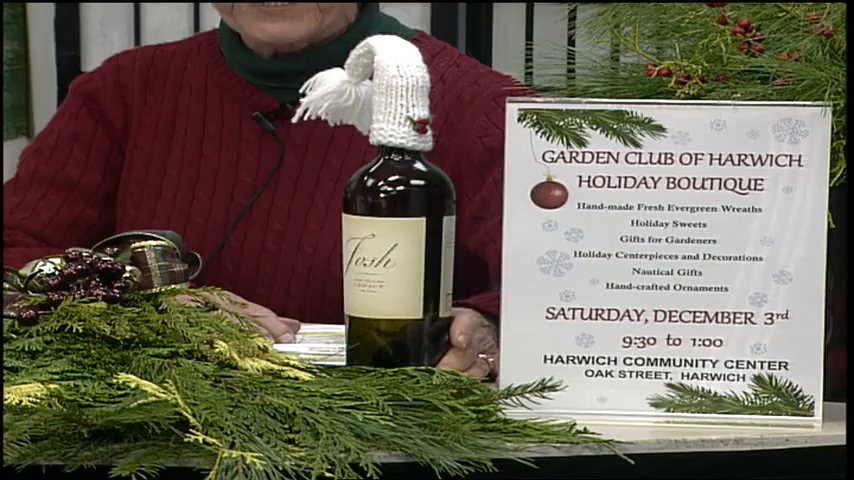 Josh
LEGACY
GARDEN CLUB OF HARWICH
HOLIDAY BOUTIQUE
Hand-made Fresh Evergreen Wreaths
Holiday Sweets
Gifts for Gardeners
Holiday Centerpieces and Decorations
Nautical Gifts
Hand-crafted Ornaments
SATURDAY, DECEMBER 3rd
9:30 to 1:00
HARWICH COMMUNITY CENTER
OAK STREET, HARWICH